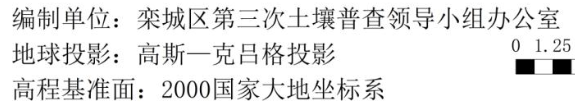 编制单位：栾城区第三次土壤普查领导小组办公室
地球投影：高斯—克吕格投影
0 1.25
高程基准面：2000国家大地坐标系